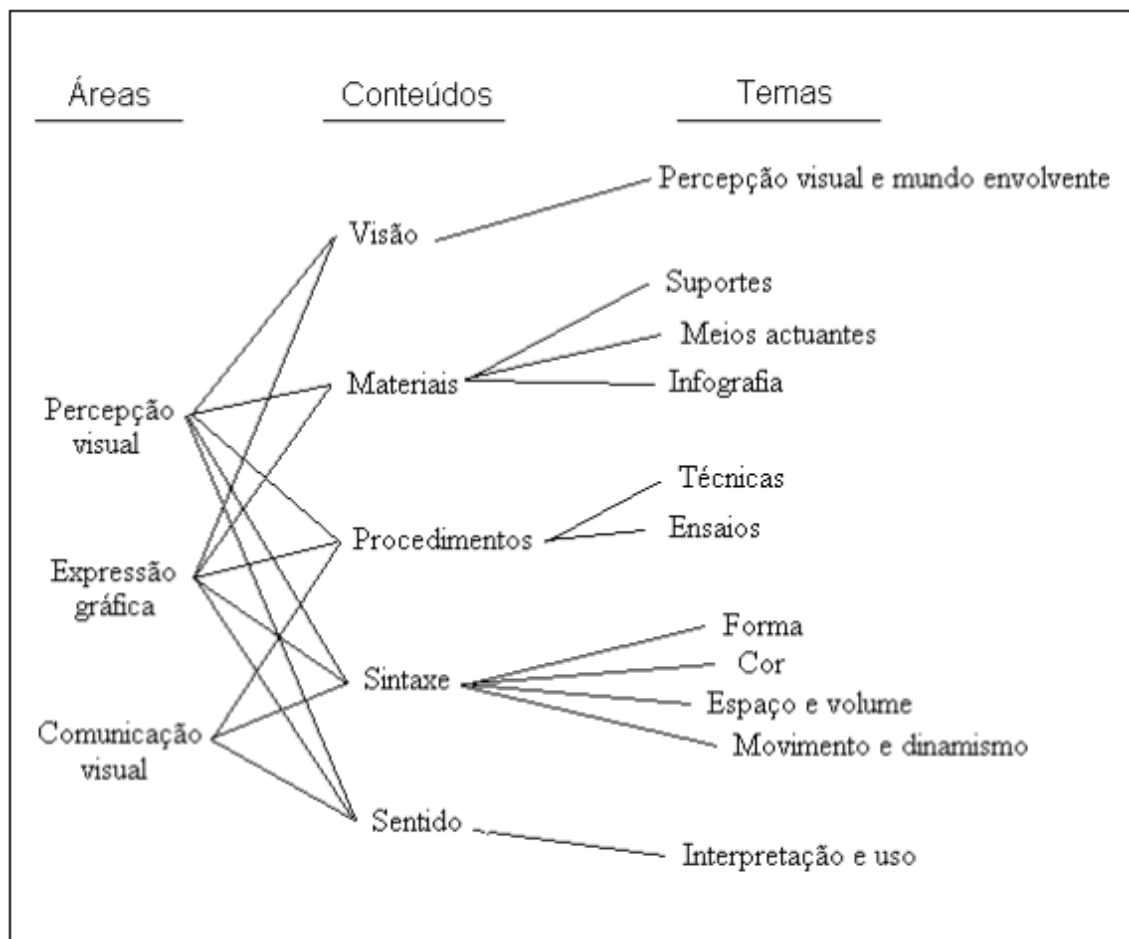 Áreas
Conteúdos
Temas
Percepção visual e mundo envolvente
Visão
Suportes
Meios actuantes
Materiais
Infografia
Percepção
visual
Técnicas
Ensaios
Procedimentos
Expressão
gráfica
Forma
Cor
Sintaxe
Espaço e volume
Movimento e dinamismo
Comunicação
visual
Sentido
Interpretação e uso